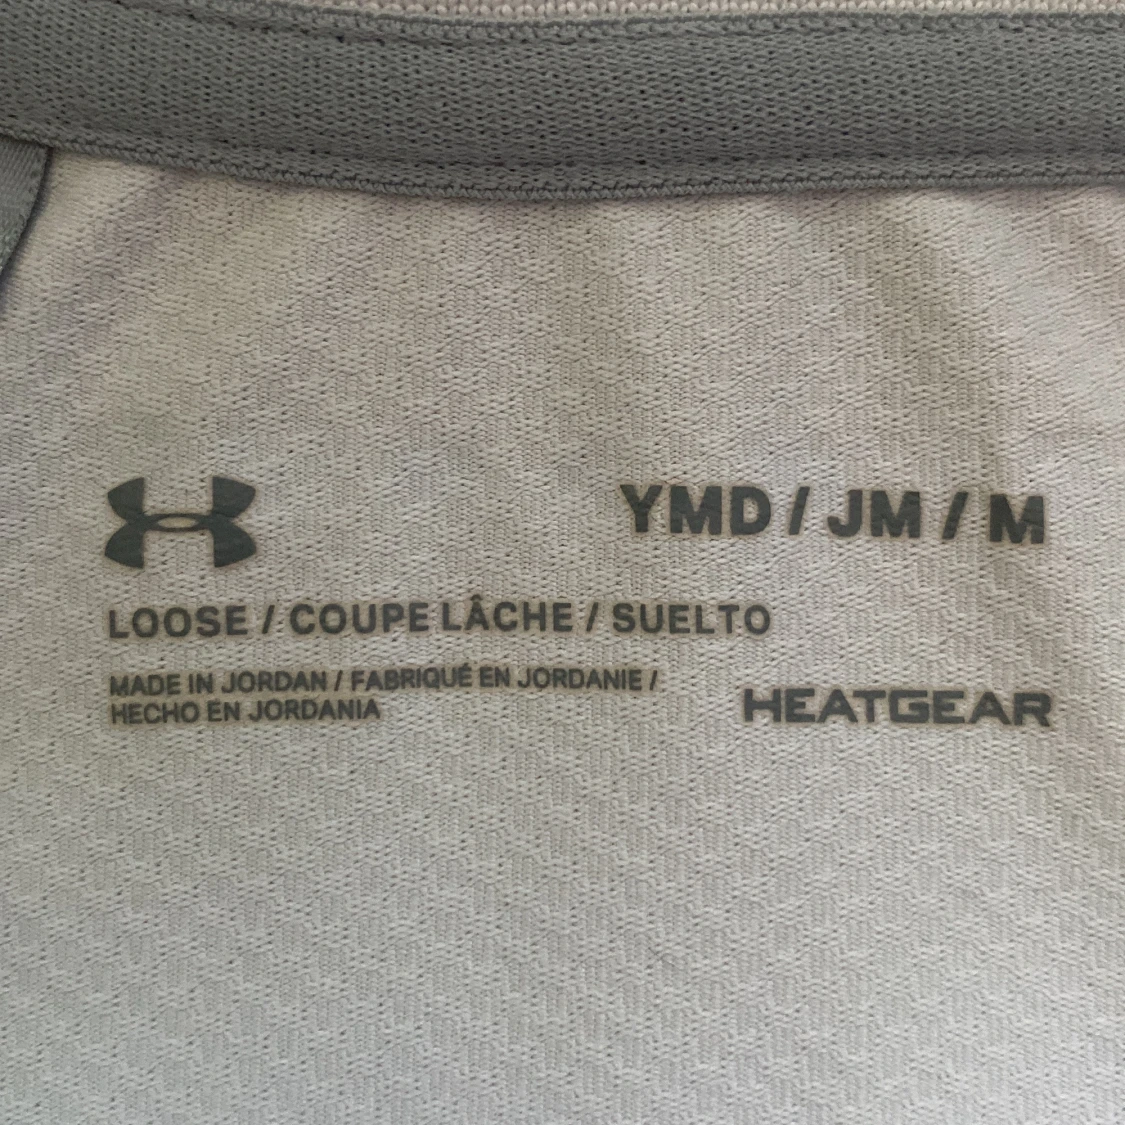 YMD / JM / M
LOOSE / COUPE LÂCHE / SUELTO
MADE IN JORDAN / FABRIQUÉ EN JORDANIE /
HECHO EN JORDANIA
HEATGEAR